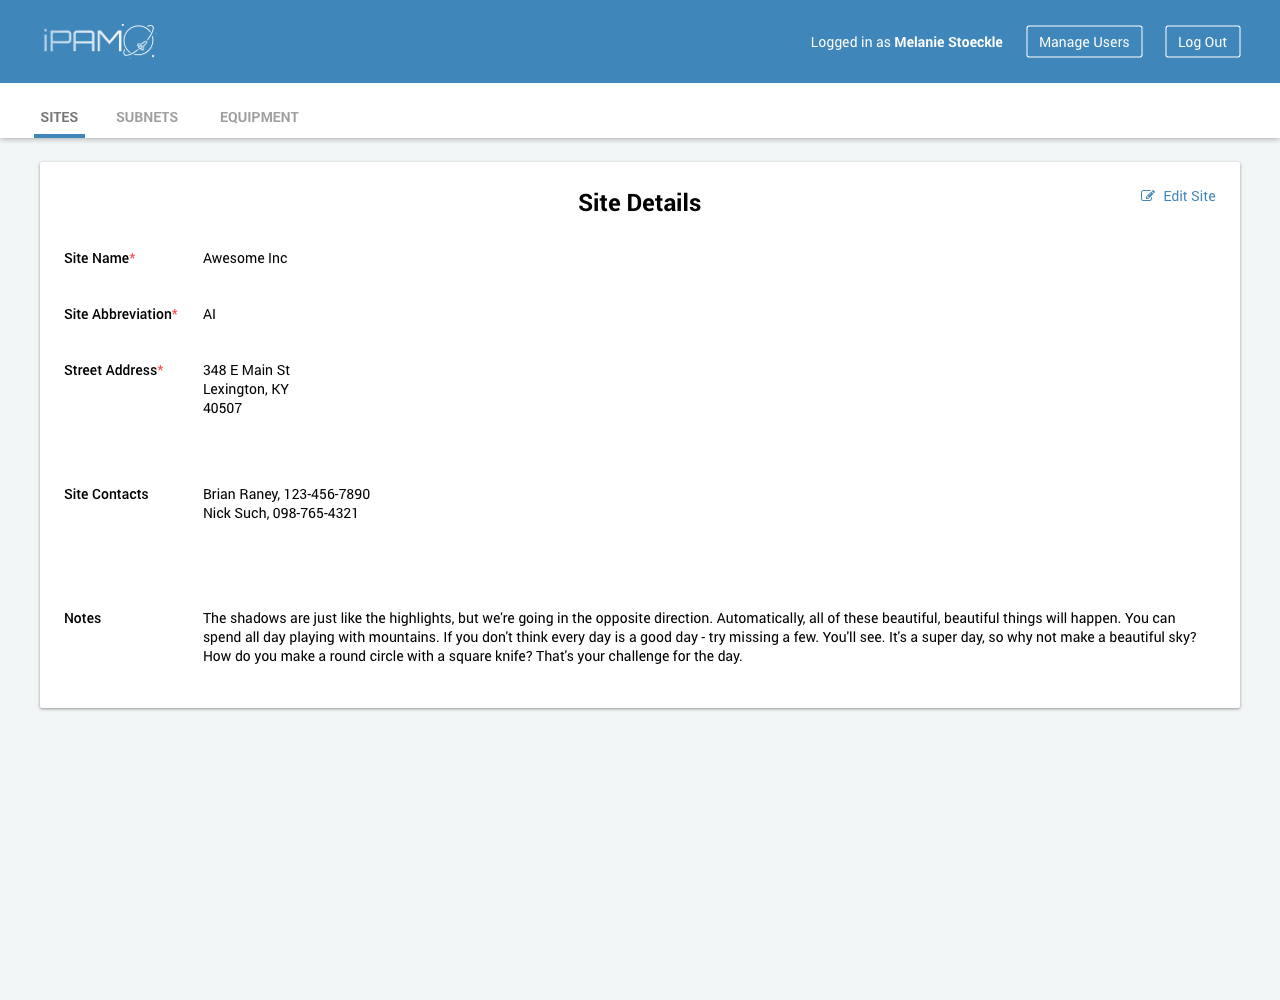 iPAM
Logged in as Melanie Stoeckle
Manage Users
Log Out
SITES
SUBNETS
EQUIPMENT
Site Details
Edit Site
Site Name* Awesome Inc
Site Abbreviation* AI
Street Address* 348 E Main St
Lexington, KY
40507
Site Contacts Brian Raney, 123-456-7890
Nick Such, 098-765-4321
Notes The shadows are just like the highlights, but we're going in the opposite direction. Automatically, all of these beautiful, beautiful things will happen. You can
spend all day playing with mountains. If you don't think every day is a good day - try missing a few. You'll see. It's a super day, so why not make a beautiful sky?
How do you make a round circle with a square knife? That's your challenge for the day.